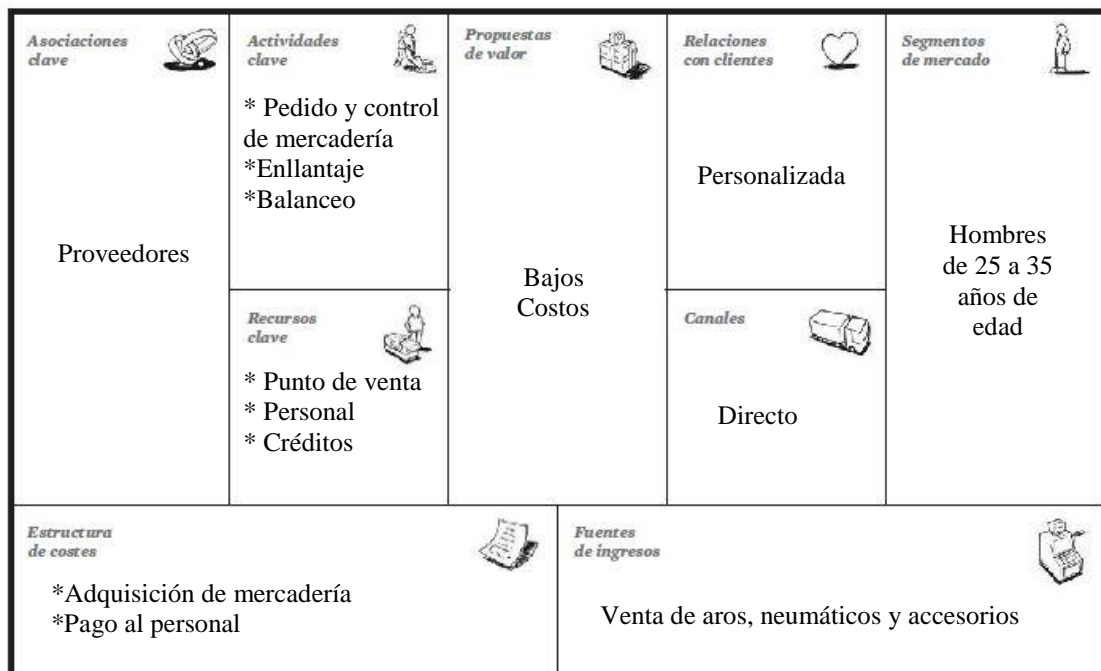 Asociaciones
clave
Proveedores
Actividades
clave
* Pedido y control
de mercadería
*Enllantaje
*Balanceo
Recursos
clave
* Punto de venta
* Personal
* Créditos
Propuestas
de valor
Bajos
Costos
Relaciones
con clientes
Personalizada
Canales
Directo
Segmentos
de mercado
Hombres
de 25 a 35
años de
edad
Estructura
de costes
*Adquisición de mercadería
*Pago al personal
Fuentes
de ingresos
Venta de aros, neumáticos y accesorios